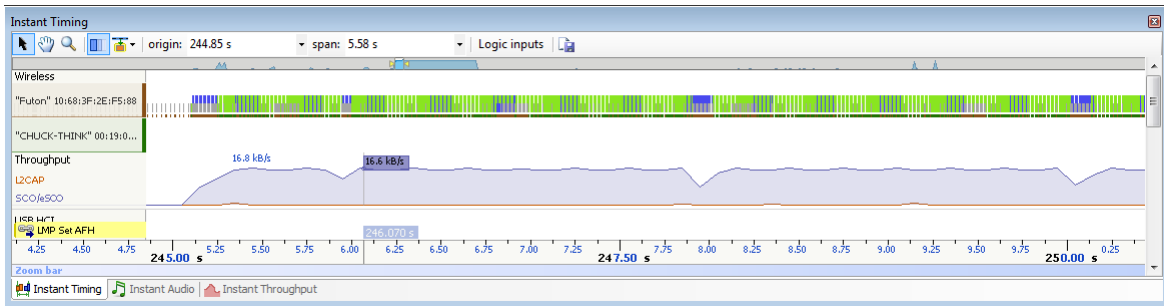 Instant Timing
origin: 244.85 s span: 5.58 s Logic inputs
Wireless
"Futon" 10:68:3F:2E:F5:88
"CHUCK-THINK" 00:19:0...
Throughput 16.8 kB/s 16.6 kB/s
L2CAP
SCO/eSCO
USB HCI
LMP Set AFH 246.070 s
4.25 4.50 4.75 5.25 5.50 5.75 6.00 6.25 6.50 6.75 7.00 7.25 7.75 8.00 8.25 8.50 8.75 9.00 9.25 9.50 9.75 0.25
245.00 s 247.50 s 250.00 s
Zoom bar
Instant Timing Instant Audio Instant Throughput